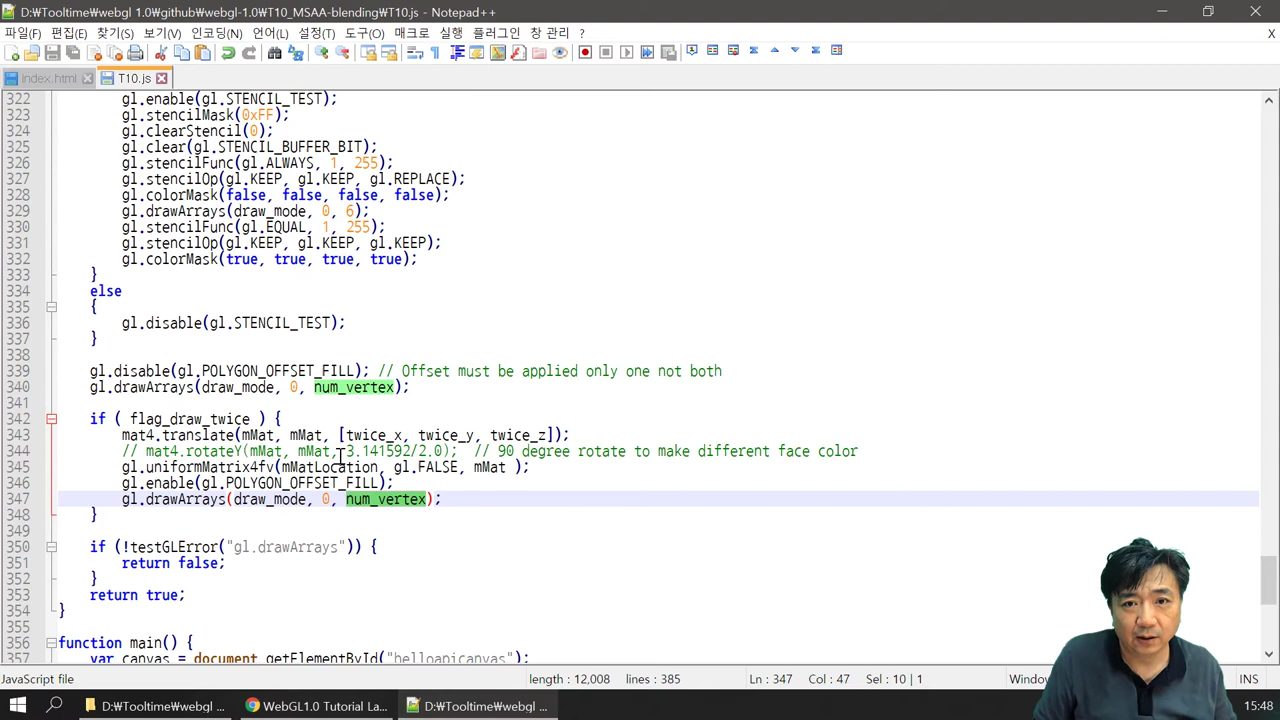 D:₩Tooltime₩webgl 1.0₩github₩webgl-1.0₩T10_MSAA-blending₩T10.js - Notepad++
파일(F) 편집(E) 찾기(S) 보기(V) 인코딩(N) 언어(L) 설정(T) 도구(O) 매크로 실행 플러그인 창 관리 ? X
index.html T10.js
322 gl.enable(gl.STENCIL_TEST);
323 gl.stencilMask(0xFF);
324 gl.clearStencil(0);
325 gl.clear(gl.STENCIL_BUFFER_BIT);
326 gl.stencilFunc(gl.ALWAYS, 1, 255);
327 gl.stencilOp(gl.KEEP, gl.KEEP, gl.REPLACE);
328 gl.colorMask(false, false, false, false);
329 gl.drawArrays(draw_mode, 0, 6);
330 gl.stencilFunc(gl.EQUAL, 1, 255);
331 gl.stencilOp(gl.KEEP, gl.KEEP, gl.KEEP);
332 gl.colorMask(true, true, true, true);
333 }
334 else
335 {
336 gl.disable(gl.STENCIL_TEST);
337 }
338
339 gl.disable(gl.POLYGON_OFFSET_FILL); // Offset must be applied only one not both
340 gl.drawArrays(draw_mode, 0, num_vertex);
341
342 if ( flag_draw_twice ) {
343 mat4.translate(mMat, mMat, [twice_x, twice_y, twice_z]);
344 // mat4.rotateY(mMat, mMat, 3.141592/2.0); // 90 degree rotate to make different face color
345 gl.uniformMatrix4fv(mMatLocation, gl.FALSE, mMat );
346 gl.enable(gl.POLYGON_OFFSET_FILL);
347 gl.drawArrays(draw_mode, 0, num_vertex);
348 }
349
350 if (!testGLError("gl.drawArrays")) {
351 return false;
352 }
353 return true;
354 }
355
356 function main() {
357 var canvas = document.getElementById("helloapicanvas");
JavaScript file length : 12,008 lines : 385 Ln : 347 Col : 47 Sel : 10 | 1 INS
D:₩Tooltime₩webgl ... WebGL1.0 Tutorial La... D:₩Tooltime₩webgl ... 15:48